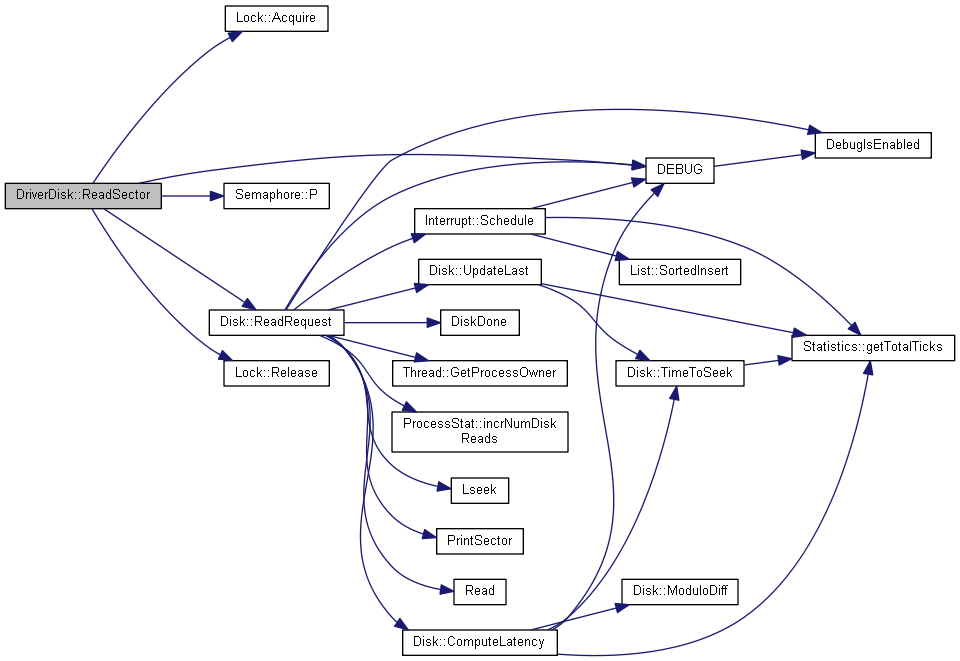 Lock::Acquire
DebugIsEnabled
DEBUG
DriverDisk::ReadSector
Semaphore::P
Interrupt::Schedule
Disk::UpdateLast
List::SortedInsert
Disk::ReadRequest
DiskDone
Statistics::getTotalTicks
Lock::Release
Thread::GetProcessOwner
Disk::TimeToSeek
ProcessStat::incrNumDisk
Reads
Lseek
PrintSector
Read
Disk::ModuloDiff
Disk::ComputeLatency